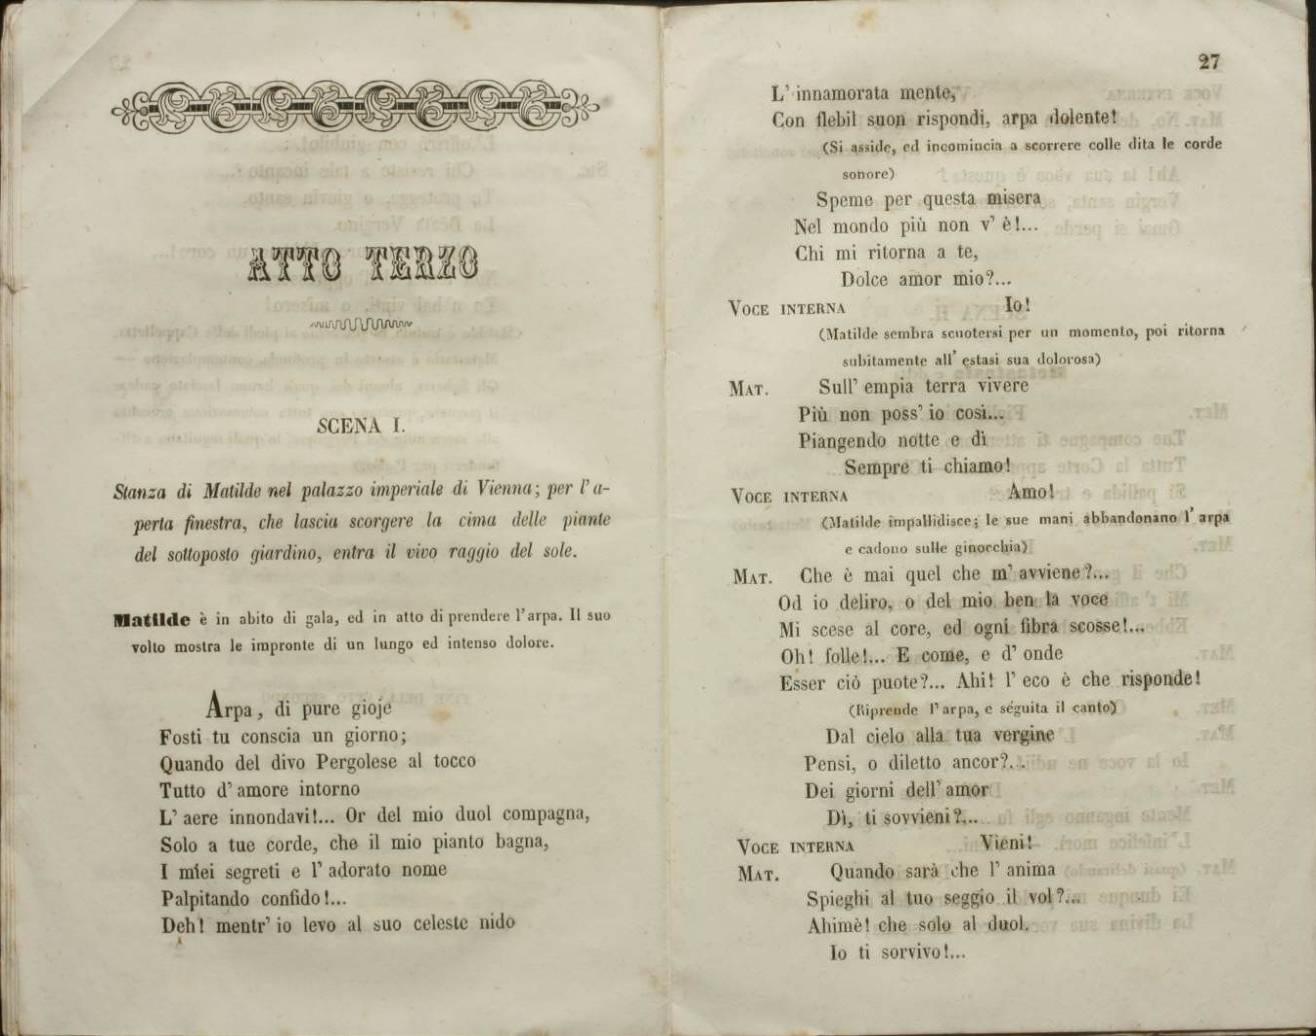 ATTO TERZO
SCENA I.
Stanza di Matilde nel palazzo imperiale di Vienna; per l'a-
perta finestra, che lascia scorgere la cima delle piante
del sottoposto giardino, entra il vivo raggio del sole.
Matilde è in abito di gala, ed in atto di prendere l'arpa. Il suo
volto mostra le impronte di un lungo ed intenso dolore.
Arpa, di pure gioje
Fosti tu conscia un giorno;
Quando del divo Pergolese al tocco
Tutto d'amore intorno
L'aere innondavi!... Or del mio duol compagna,
Solo a tue corde, che il mio pianto bagna,
I miei segreti e l'adorato nome
Palpitando confido!...
Deh! mentr'io levo al suo celeste nido
27
L'innamorata mente,
Con flebil suon rispondi, arpa dolente!
(Si asside, ed incomincia a scorrere colle dita le corde
sonore)
Speme per questa misera
Nel mondo più non v'è!...
Chi mi ritorna a te,
Dolce amor mio?...
VOCE INTERNA Io!
(Matilde sembra scuotersi per un momento, poi ritorna
subitamente all'estasi sua dolorosa)
MAT. Sull'empia terra vivere
Più non poss'io così...
Piangendo notte e dì
Sempre ti chiamo!
VOCE INTERNA Amo!
(Matilde impallidisce; le sue mani abbandonano l'arpa
e cadono sulle ginocchia)
MAT. Che è mai quel che m'avviene?...
Od io deliro, o del mio ben la voce
Mi scese al core, ed ogni fibra scosse!...
Oh! folle!... E come, e d'onde
Esser ciò puote?... Ahi! l'eco è che risponde!
(Riprende l'arpa, e séguita il canto)
Dal cielo alla tua vergine
Pensi, o diletto ancor?...
Dei giorni dell'amor
Dì, ti sovvieni?...
VOCE INTERNA Vieni!
MAT. Quando sarà che l'anima
Spieghi al tuo seggio il vol?...
Ahimè! che solo al duol
Io ti sorvivo!...